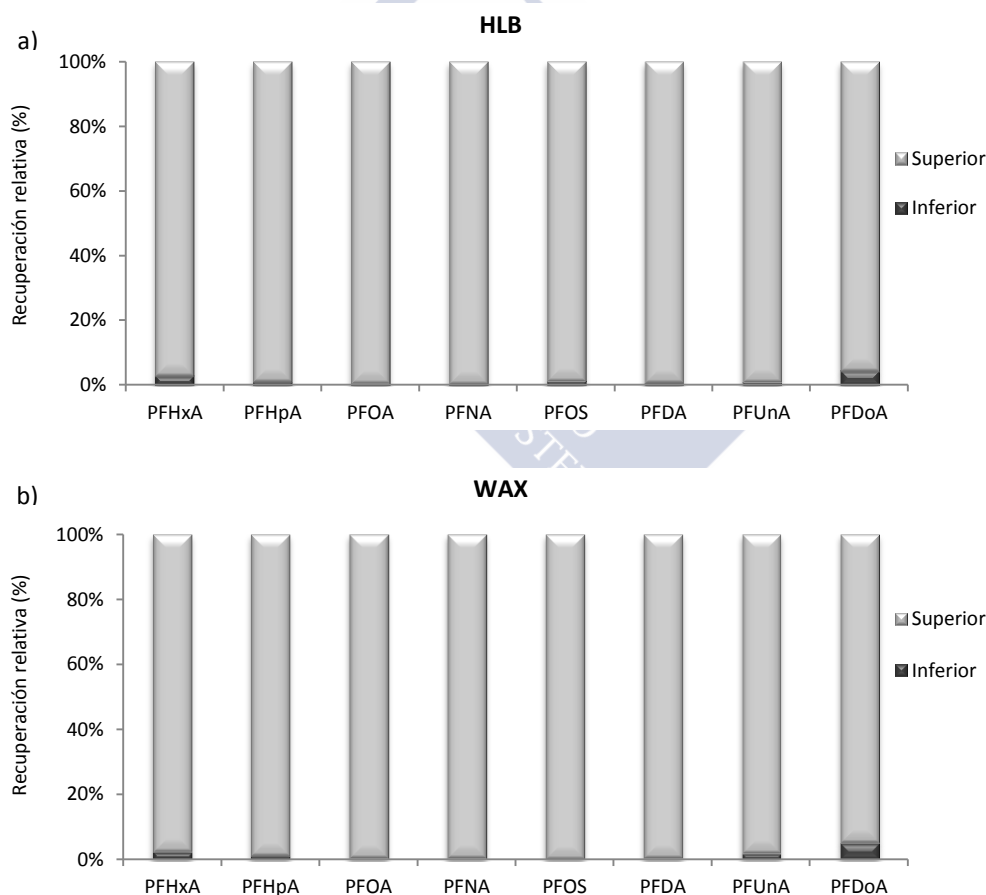 HLB
a)
100%
80%
60%
40%
20%
0%
Recuperación relativa (%)
Superior
Inferior
PFHxA PFHpA PFOA PFNA PFOS PFDA PFUnA PFDoA
WAX
b)
100%
80%
60%
40%
20%
0%
Recuperación relativa (%)
Superior
Inferior
PFHxA PFHpA PFOA PFNA PFOS PFDA PFUnA PFDoA